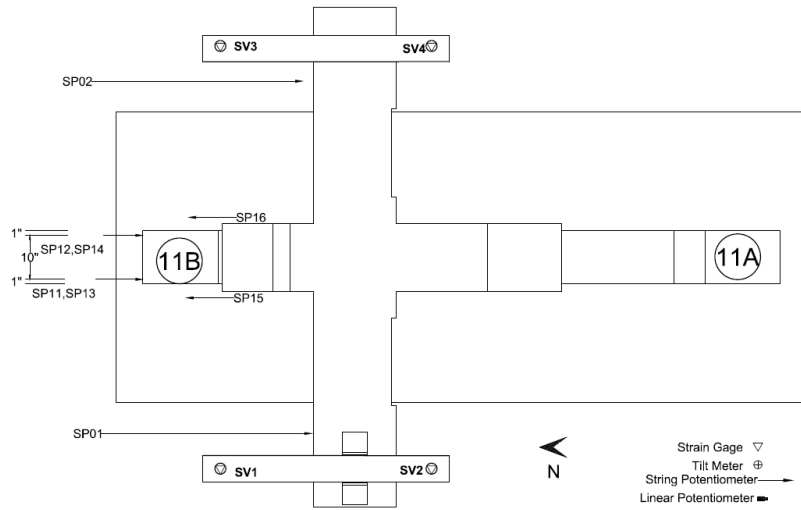 SV3 SV4
SP02
SP16
1"
SP12,SP14
10"
11B
11A
1"
SP11,SP13
SP15
SP01
SV1 SV2
N
Strain Gage
Tilt Meter
String Potentiometer
Linear Potentiometer